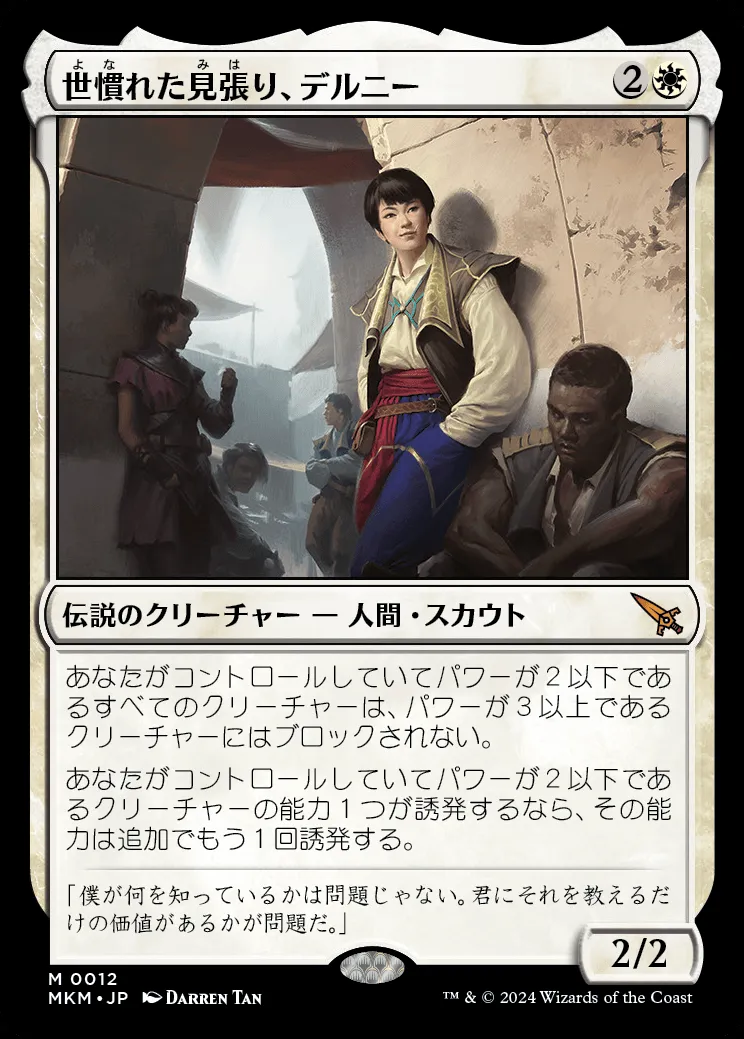 よな みは
世慣れた見張り、デルニー 2
伝説のクリーチャー — 人間・スカウト
あなたがコントロールしていてパワーが２以下であ
るすべてのクリーチャーは、パワーが３以上である
クリーチャーにはブロックされない。
あなたがコントロールしていてパワーが２以下であ
るクリーチャーの能力１つが誘発するなら、その能
力は追加でもう１回誘発する。
「僕が何を知っているかは問題じゃない。君にそれを教えるだ
けの価値があるかが問題だ。」
2/2
M 0012
MKM • JP DARREN TAN
™ & © 2024 Wizards of the Coast